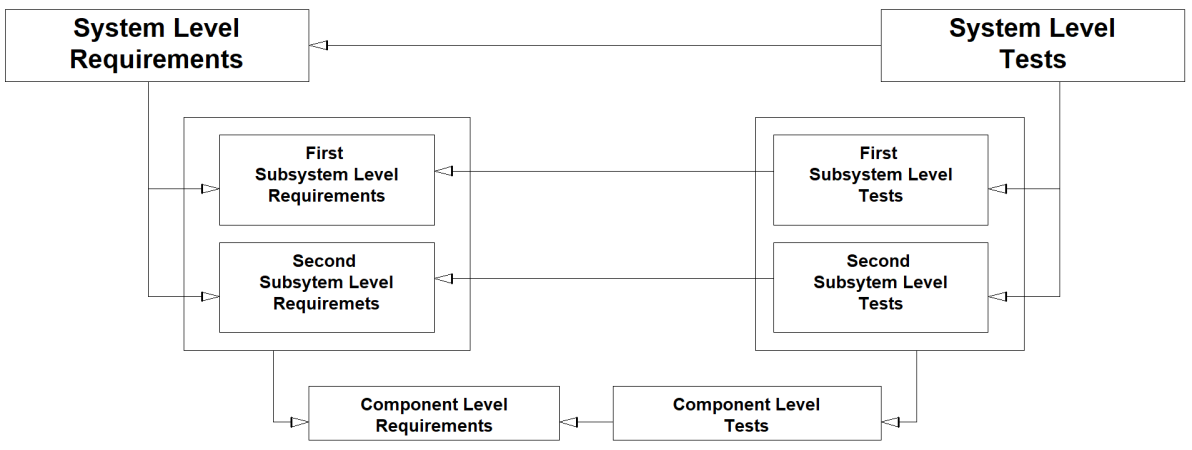 System Level
Requirements
System Level
Tests
First
Subsystem Level
Requirements
First
Subsystem Level
Tests
Second
Subsytem Level
Requiremets
Second
Subsytem Level
Tests
Component Level
Requirements
Component Level
Tests